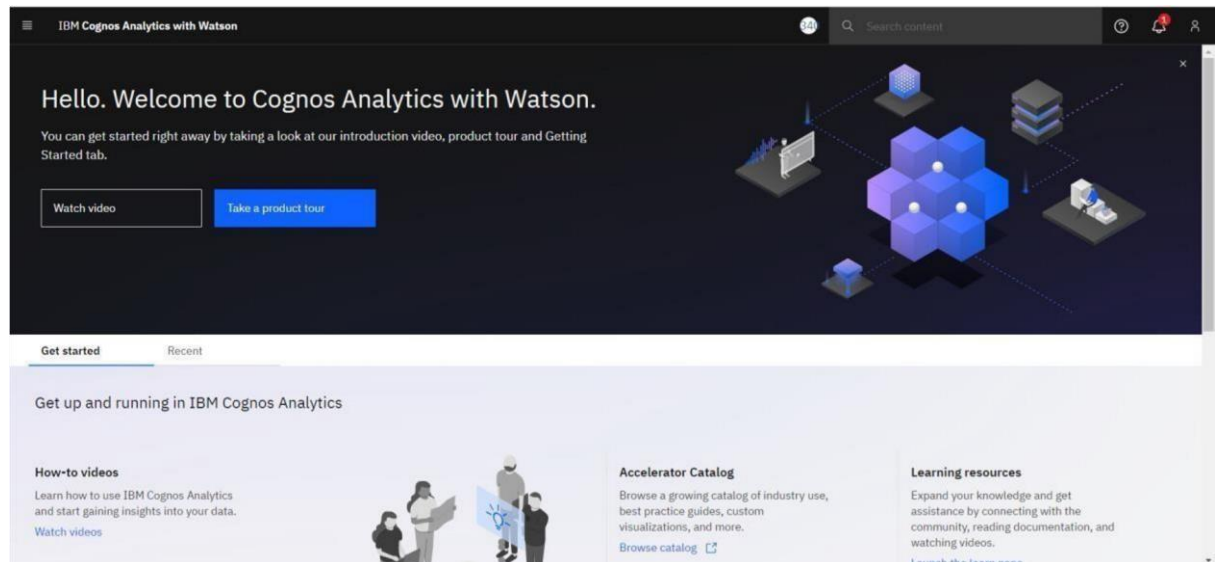 IBM Cognos Analytics with Watson
340
Search content
1
Hello. Welcome to Cognos Analytics with Watson.
You can get started right away by taking a look at our introduction video, product tour and Getting
Started tab.
Watch video
Take a product tour
Get started
Recent
Get up and running in IBM Cognos Analytics
How-to videos
Learn how to use IBM Cognos Analytics
and start gaining insights into your data.
Watch videos
Accelerator Catalog
Browse a growing catalog of industry use,
best practice guides, custom
visualizations, and more.
Browse catalog
Learning resources
Expand your knowledge and get
assistance by connecting with the
community, reading documentation, and
watching videos.